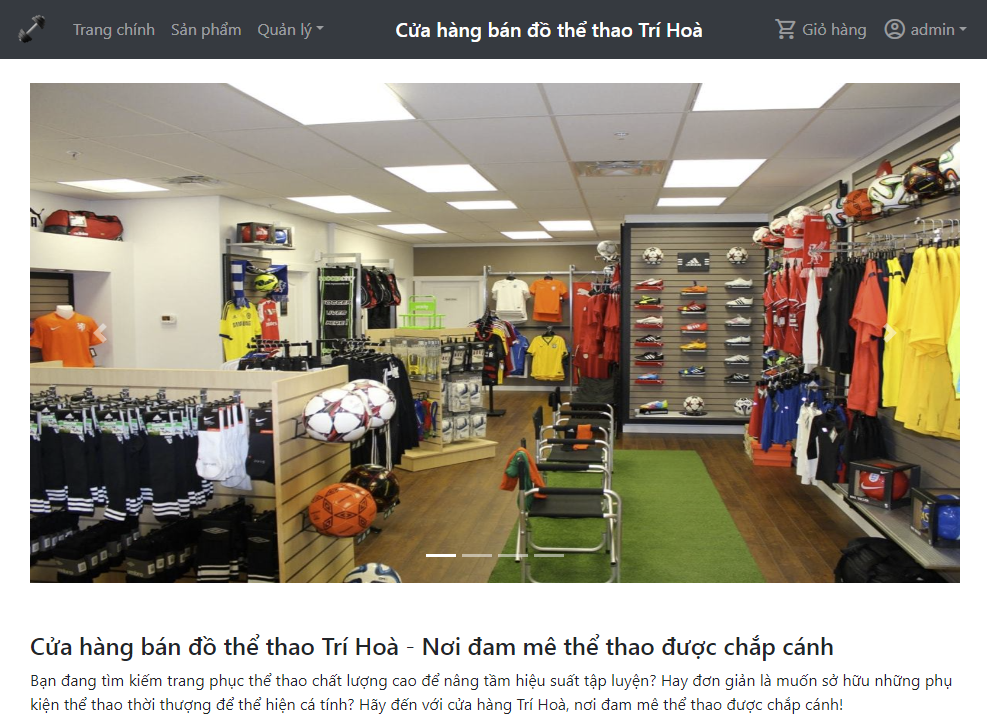 Trang chính Sản phẩm Quản lý Cửa hàng bán đồ thể thao Trí Hoà Giỏ hàng admin
adidas
Cửa hàng bán đồ thể thao Trí Hoà - Nơi đam mê thể thao được chắp cánh
Bạn đang tìm kiếm trang phục thể thao chất lượng cao để nâng tầm hiệu suất tập luyện? Hay đơn giản là muốn sở hữu những phụ
kiện thể thao thời thượng để thể hiện cá tính? Hãy đến với cửa hàng Trí Hoà, nơi đam mê thể thao được chắp cánh!